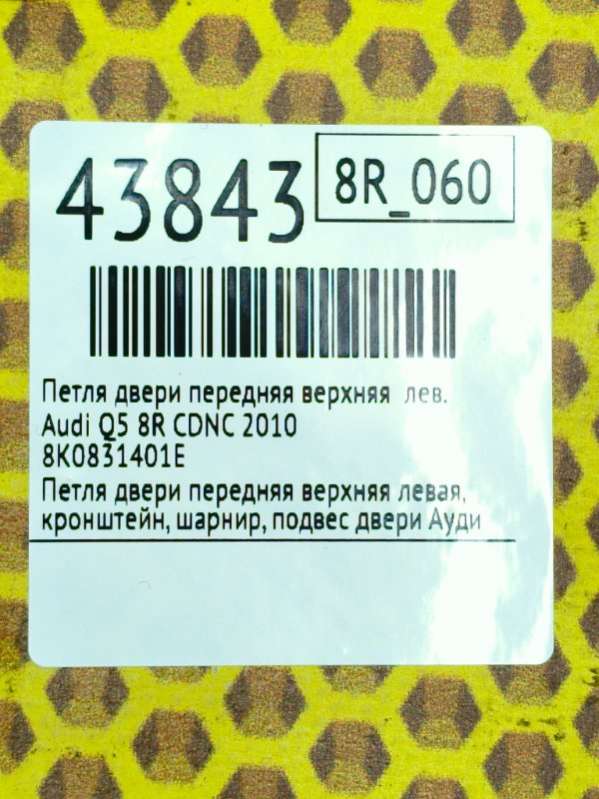 43843
8R_060
Петля двери передняя верхняя лев.
Audi Q5 8R CDNC 2010
8K0831401E
Петля двери передняя верхняя левая,
кронштейн, шарнир, подвес двери Ауди